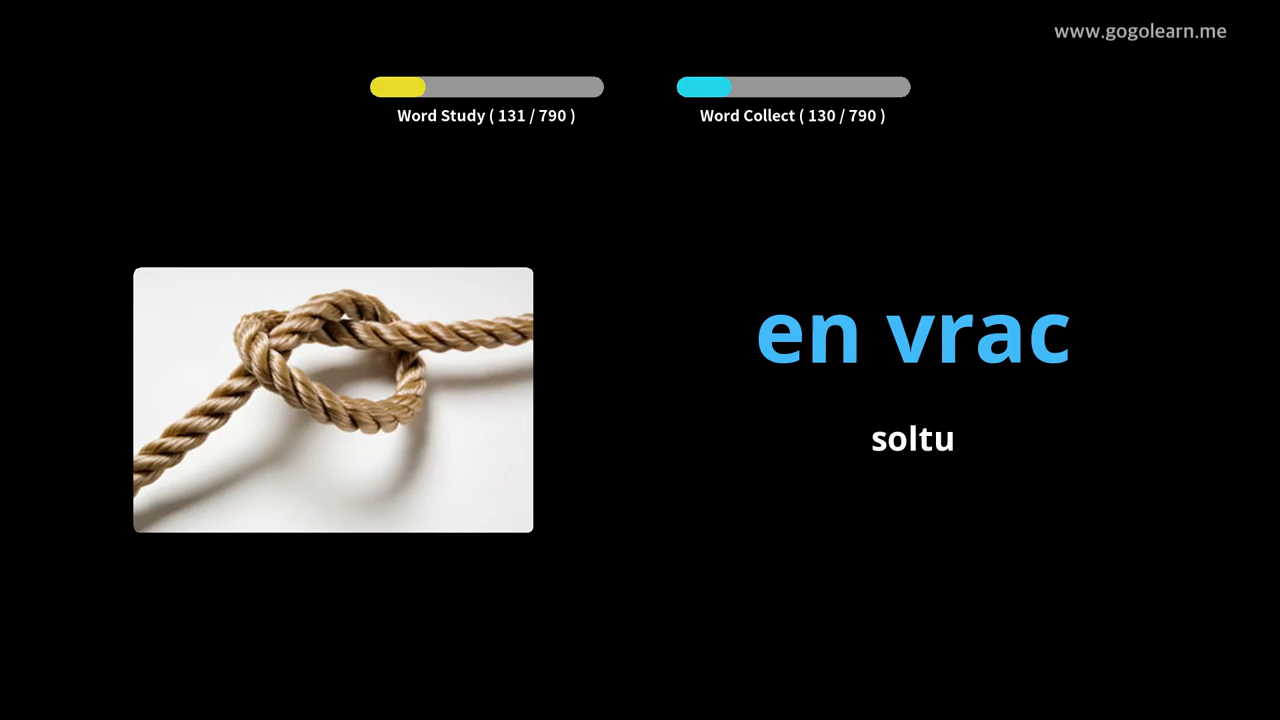 www.gogolearn.me
Word Study ( 131 / 790 )
Word Collect ( 130 / 790 )
en vrac
soltu